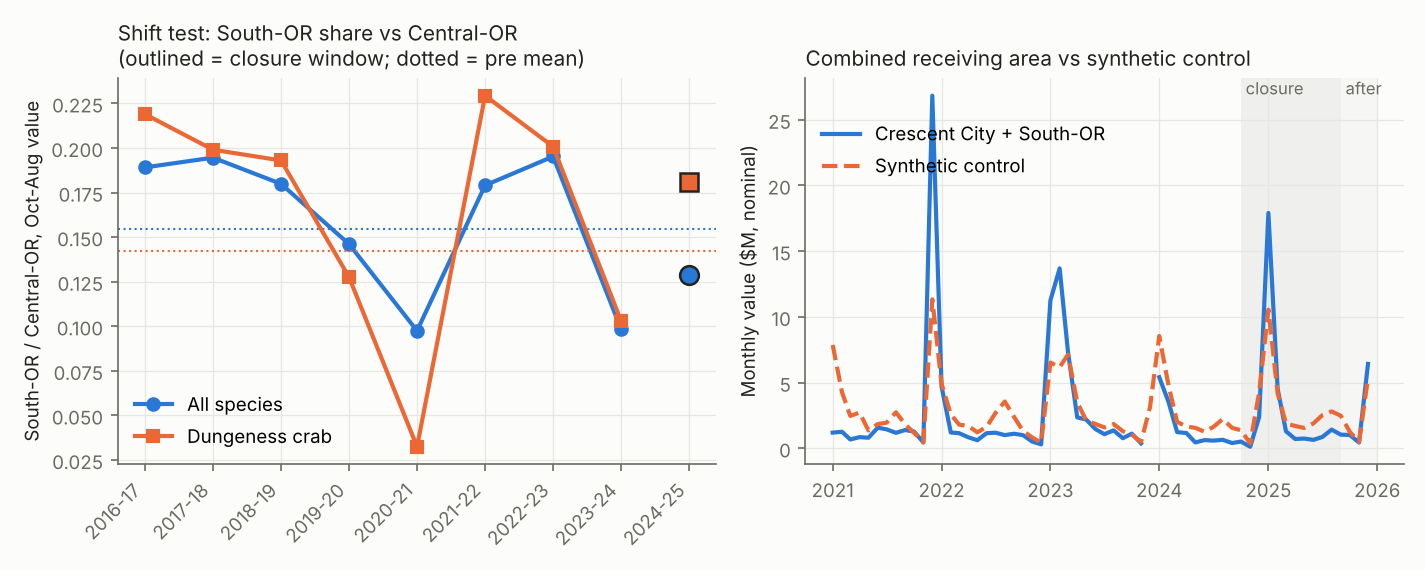 Shift test: South-OR share vs Central-OR
(outlined = closure window; dotted = pre mean)
South-OR / Central-OR, Oct-Aug value
0.225
0.200
0.175
0.150
0.125
0.100
0.075
0.050
0.025
All species
Dungeness crab
2016-17
2017-18
2018-19
2019-20
2020-21
2021-22
2022-23
2023-24
2024-25
Combined receiving area vs synthetic control
Monthly value ($M, nominal)
25
20
15
10
5
0
closure
after
Crescent City + South-OR
Synthetic control
2021
2022
2023
2024
2025
2026